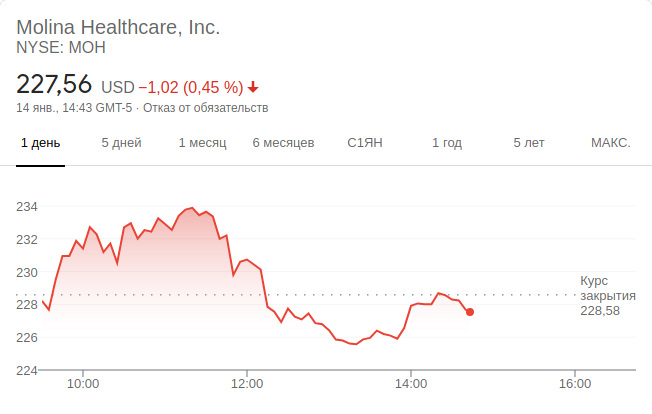 Molina Healthcare, Inc.
NYSE: MOH
227,56 USD −1,02 (0,45 %)
14 янв., 14:43 GMT-5 · Отказ от обязательств
1 день 5 дней 1 месяц 6 месяцев С1ЯН 1 год 5 лет МАКС.
234
232
230
228
226
224
Курс
закрытия
228,58
10:00 12:00 14:00 16:00